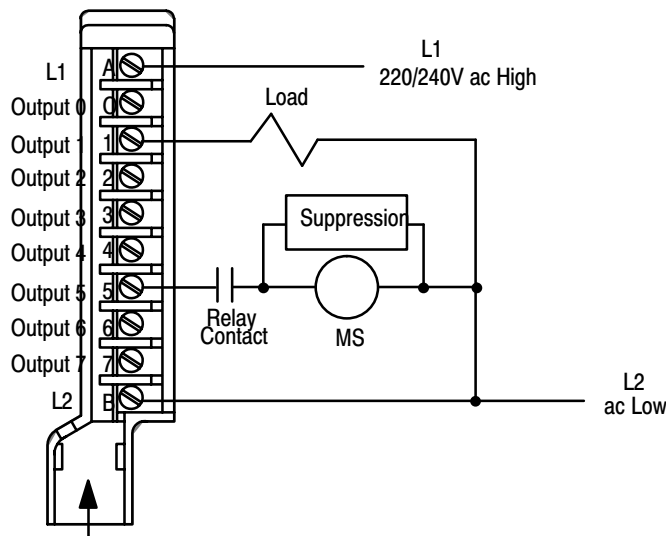 L1
220/240V ac High
L1 A
Output 0 O
Load
Output 1 1
Output 2 2
Output 3 3
Suppression
Output 4 4
Output 5 5
Relay
Contact
MS
Output 6 6
Output 7 7
L2 B
L2
ac Low